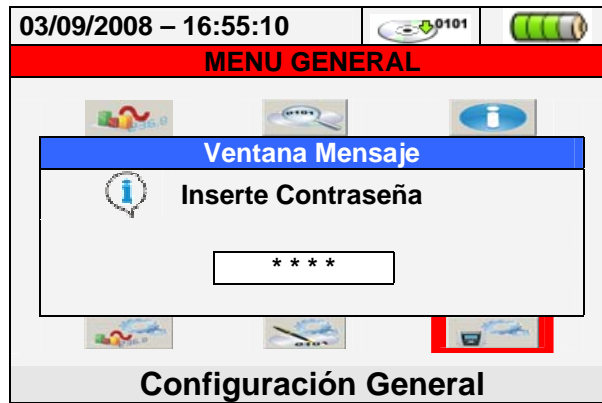 03/09/2008 – 16:55:10
0101
MENU GENERAL
Ventana Mensaje
Inserte Contraseña
* * * *
Configuración General